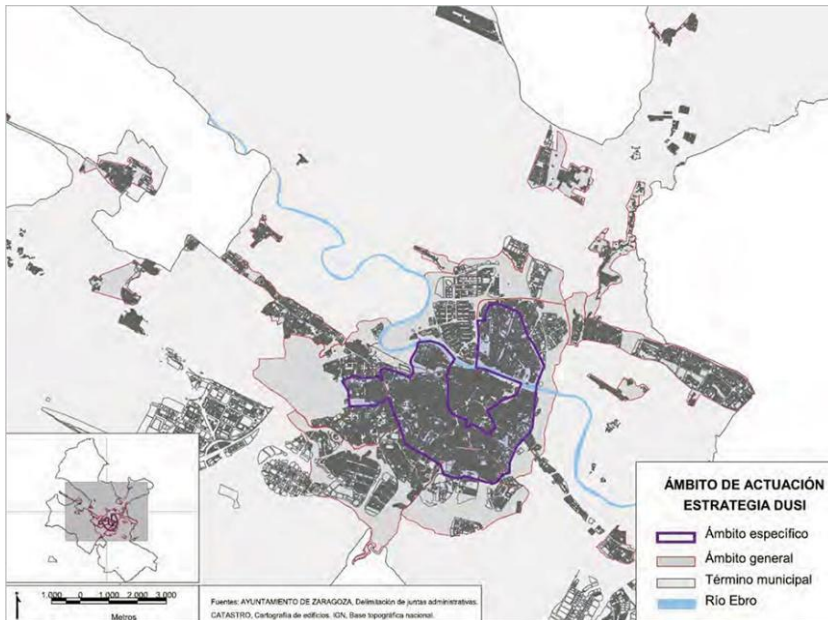 ÁMBITO DE ACTUACIÓN
ESTRATEGIA DUSI
Ámbito específico
Ámbito general
Término municipal
Río Ebro
1.000 0 1.000 2.000 3.000
Metros
Fuentes: AYUNTAMIENTO DE ZARAGOZA, Delimitación de juntas administrativas.
CATASTRO, Cartografía de edificios. IGN, Base topográfica nacional.